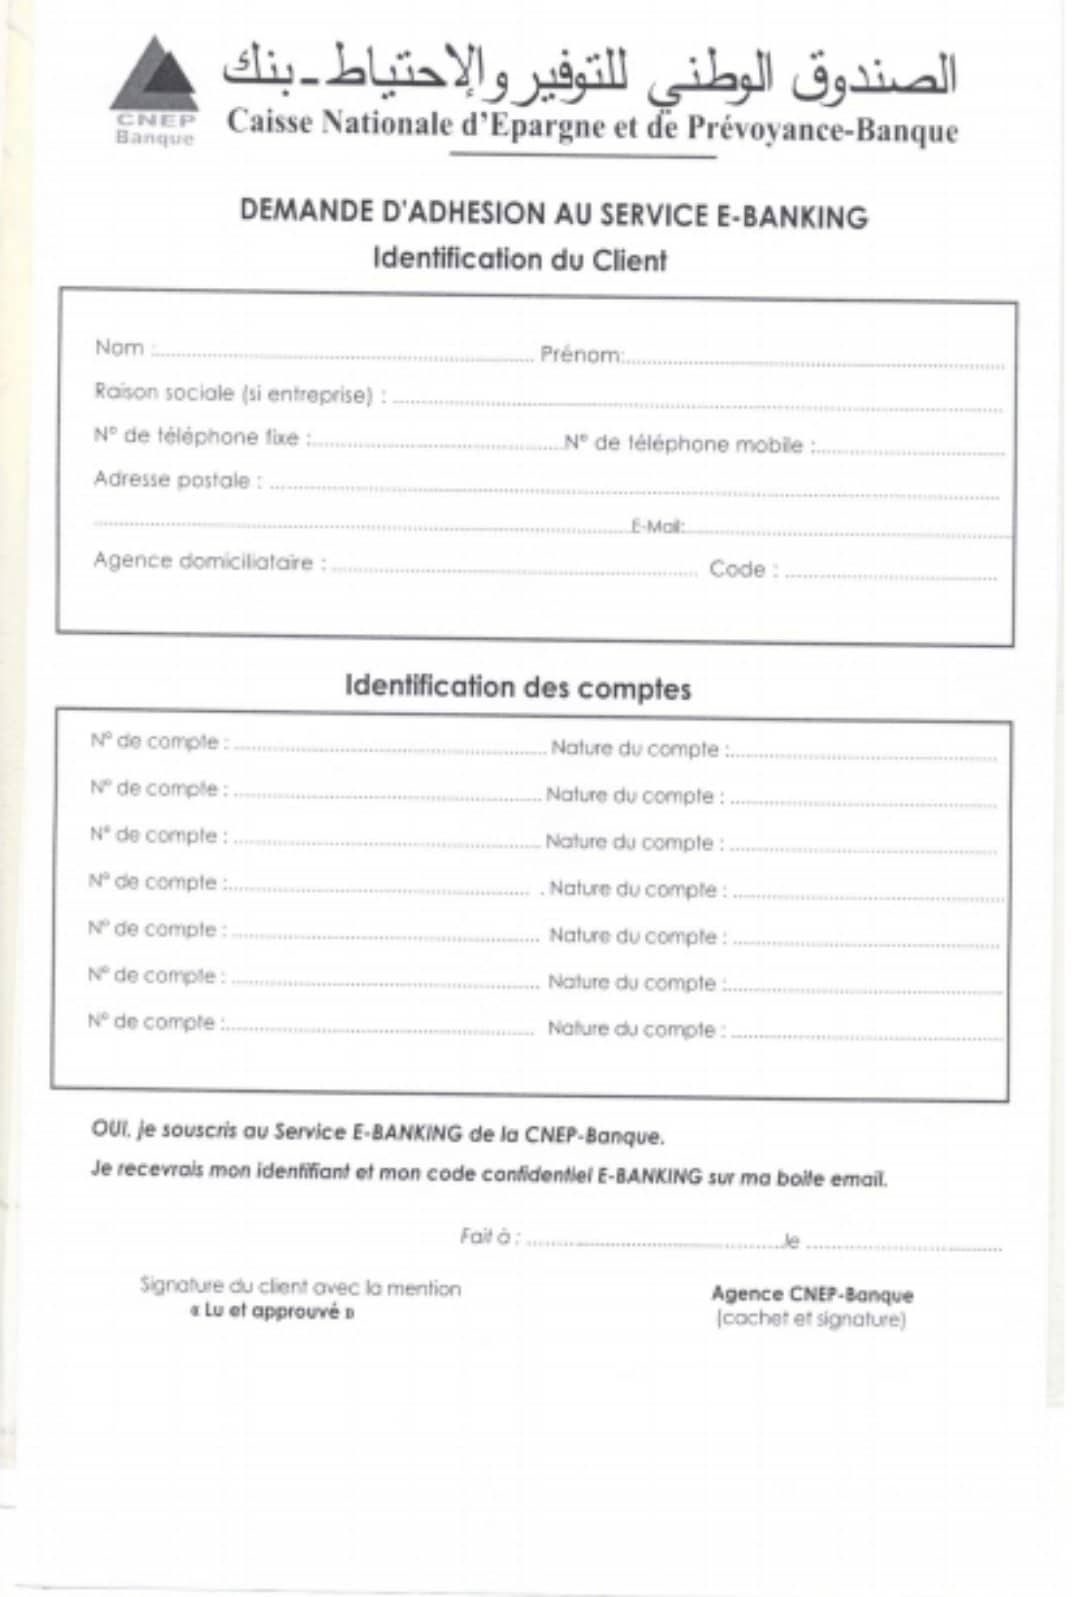 الصندوق الوطني للتوفير والإحتياط - بنك
CNEP
Banque
Caisse Nationale d'Epargne et de Prévoyance-Banque
DEMANDE D'ADHESION AU SERVICE E-BANKING
Identification du Client
Nom : Prénom:
Raison sociale (si entreprise) :
N° de téléphone fixe : N° de téléphone mobile :
Adresse postale :
E-Mail:
Agence domiciliataire : Code :
Identification des comptes
N° de compte : Nature du compte :
N° de compte : Nature du compte :
N° de compte : Nature du compte :
N° de compte : Nature du compte :
N° de compte : Nature du compte :
N° de compte : Nature du compte :
N° de compte : Nature du compte :
OUI, je souscris au Service E-BANKING de la CNEP-Banque.
Je recevrais mon identifiant et mon code confidentiel E-BANKING sur ma boite email.
Fait à : le
Signature du client avec la mention
« Lu et approuvé »
Agence CNEP-Banque
(cachet et signature)